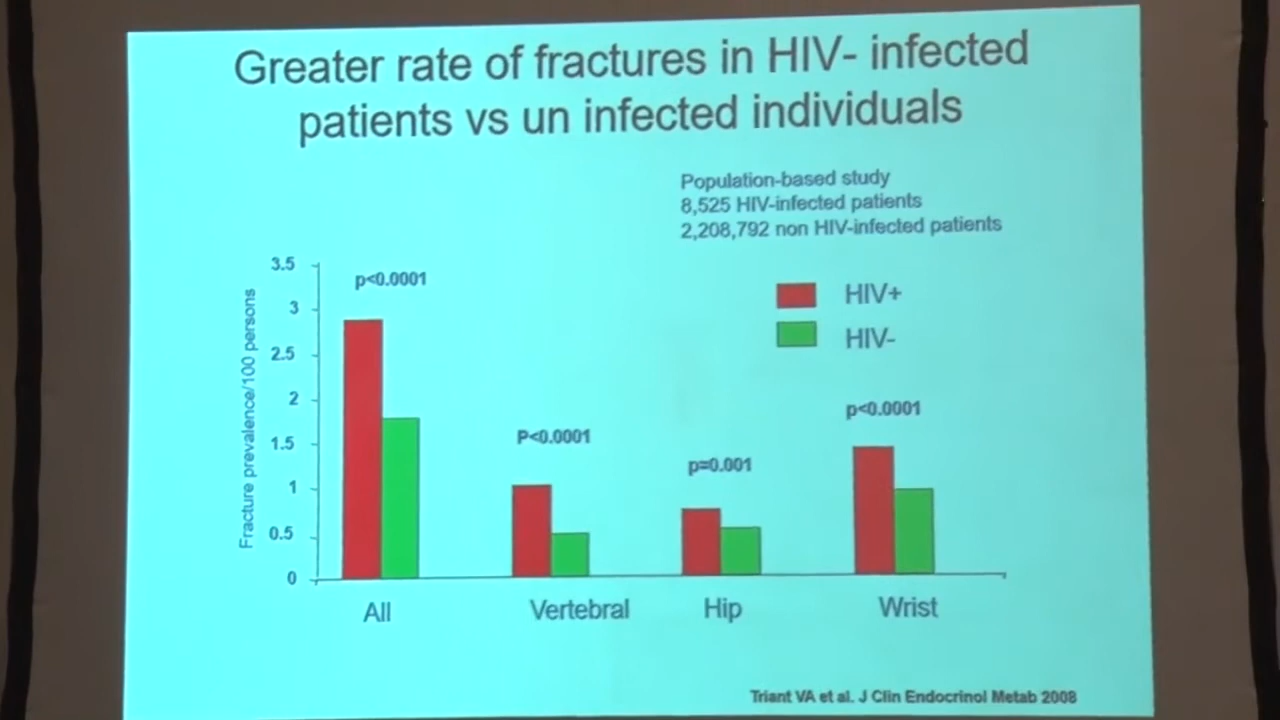 Greater rate of fractures in HIV- infected
patients vs un infected individuals
Population-based study
8,525 HIV-infected patients
2,208,792 non HIV-infected patients
HIV+
HIV-
Fracture prevalence/100 persons
3.5
3
2.5
2
1.5
1
0.5
0
p<0.0001
P<0.0001
p=0.001
p<0.0001
All
Vertebral
Hip
Wrist
Triant VA et al. J Clin Endocrinol Metab 2008